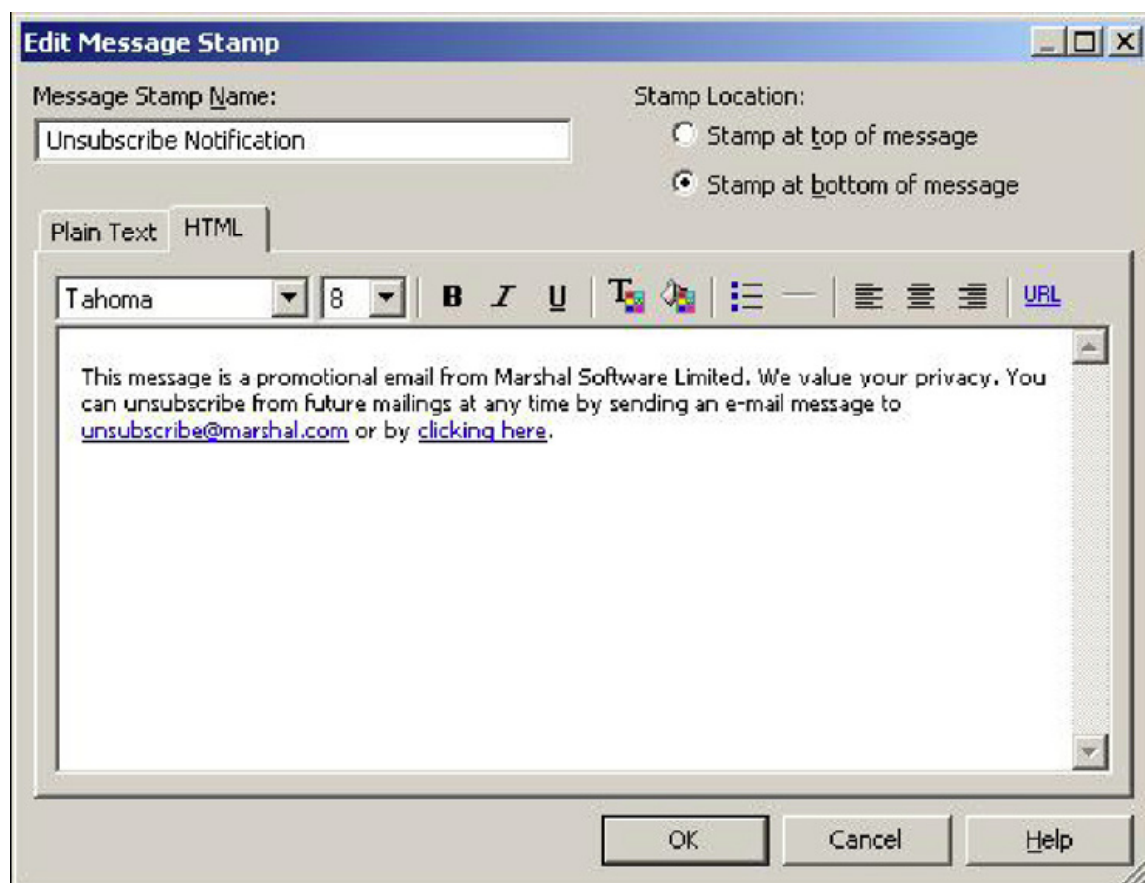 Edit Message Stamp
Message Stamp Name:
Unsubscribe Notification
Stamp Location:
Stamp at top of message
Stamp at bottom of message
Plain Text HTML
Tahoma 8 B I U T URL
This message is a promotional email from Marshal Software Limited. We value your privacy. You
can unsubscribe from future mailings at any time by sending an e-mail message to
unsubscribe@marshal.com or by clicking here.
OK Cancel Help